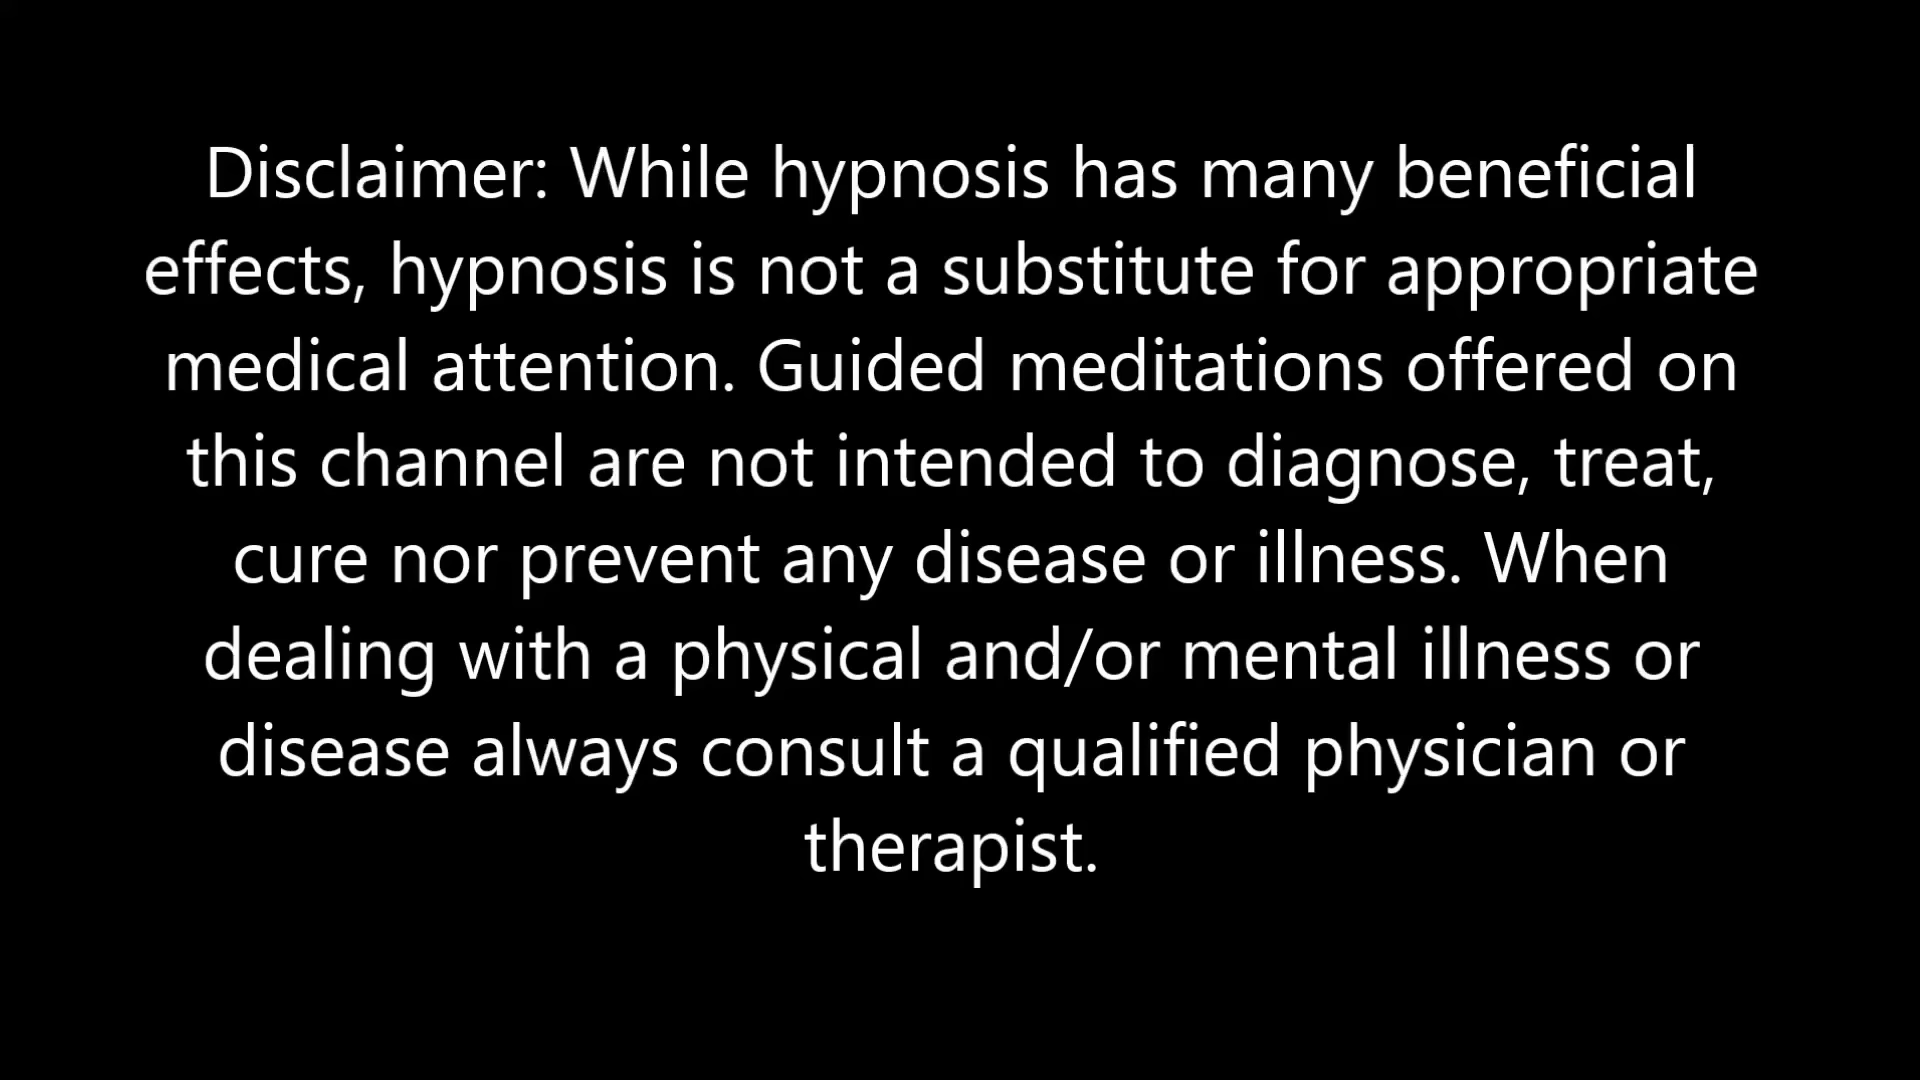 Disclaimer: While hypnosis has many beneficial
effects, hypnosis is not a substitute for appropriate
medical attention. Guided meditations offered on
this channel are not intended to diagnose, treat,
cure nor prevent any disease or illness. When
dealing with a physical and/or mental illness or
disease always consult a qualified physician or
therapist.